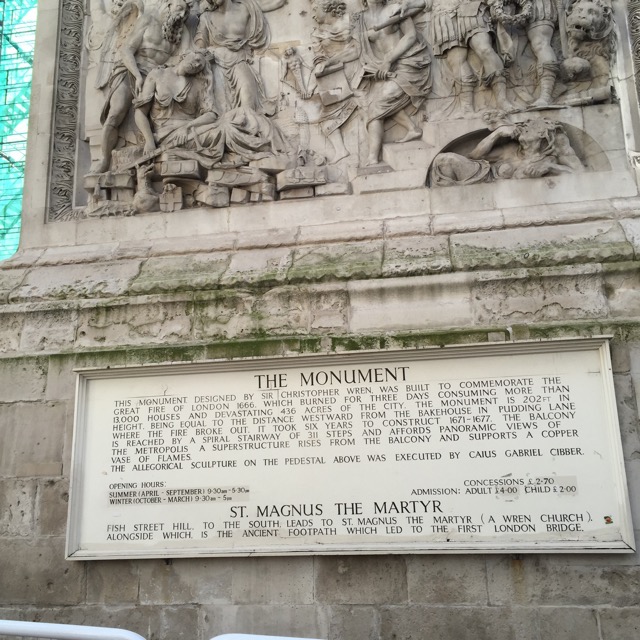 THE MONUMENT
THIS MONUMENT DESIGNED BY SIR CHRISTOPHER WREN, WAS BUILT TO COMMEMORATE THE
GREAT FIRE OF LONDON 1666, WHICH BURNED FOR THREE DAYS CONSUMING MORE THAN
13,000 HOUSES AND DEVASTATING 436 ACRES OF THE CITY. THE MONUMENT IS 202FT IN
HEIGHT, BEING EQUAL TO THE DISTANCE WESTWARD FROM THE BAKEHOUSE IN PUDDING LANE
WHERE THE FIRE BROKE OUT. IT TOOK SIX YEARS TO CONSTRUCT 1671-1677. THE BALCONY
IS REACHED BY A SPIRAL STAIRWAY OF 311 STEPS AND AFFORDS PANORAMIC VIEWS OF
THE METROPOLIS A SUPERSTRUCTURE RISES FROM THE BALCONY AND SUPPORTS A COPPER
VASE OF FLAMES.
THE ALLEGORICAL SCULPTURE ON THE PEDESTAL ABOVE WAS EXECUTED BY CAIUS GABRIEL CIBBER.
OPENING HOURS:
SUMMER (APRIL - SEPTEMBER) 9·30am - 5·30pm
WINTER (OCTOBER - MARCH) 9·30am - 5pm
CONCESSIONS £2·70
ADMISSION: ADULT £4·00 CHILD £2·00
ST. MAGNUS THE MARTYR
FISH STREET HILL, TO THE SOUTH, LEADS TO ST. MAGNUS THE MARTYR (A WREN CHURCH).
ALONGSIDE WHICH, IS THE ANCIENT FOOTPATH WHICH LED TO THE FIRST LONDON BRIDGE.